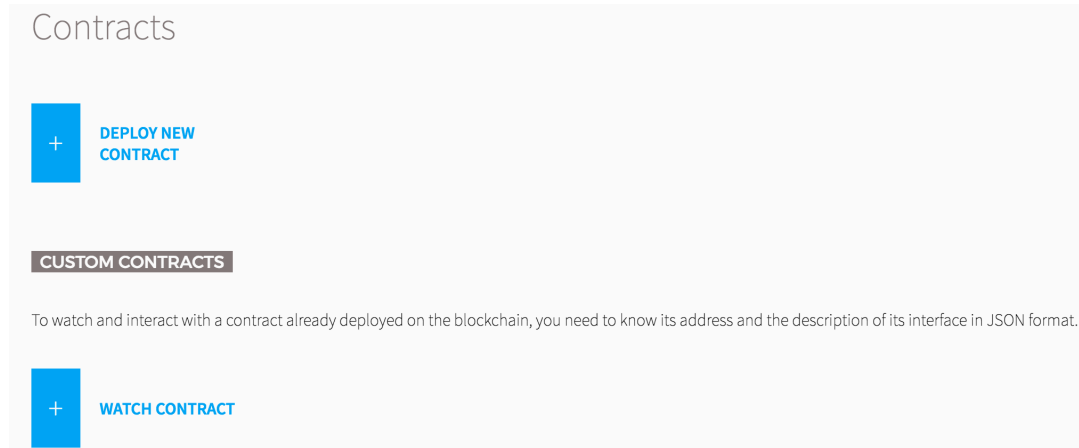 Contracts
+
DEPLOY NEW
CONTRACT
CUSTOM CONTRACTS
To watch and interact with a contract already deployed on the blockchain, you need to know its address and the description of its interface in JSON format.
+
WATCH CONTRACT